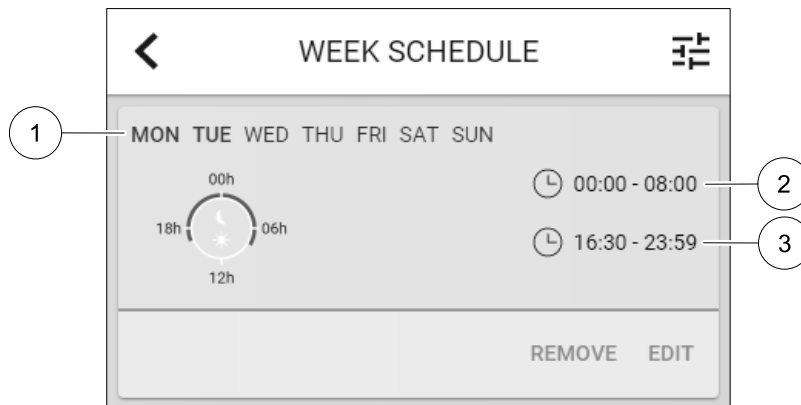 WEEK SCHEDULE
1
MON TUE WED THU FRI SAT SUN
00h
18h
06h
12h
00:00 - 08:00
2
16:30 - 23:59
3
REMOVE EDIT